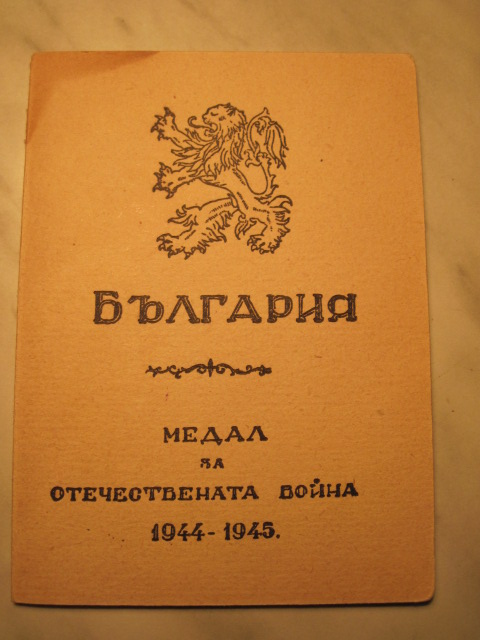 БЪЛГАРИЯ
МЕДАЛ
ЗА
ОТЕЧЕСТВЕНАТА ВОЙНА
1944-1945.